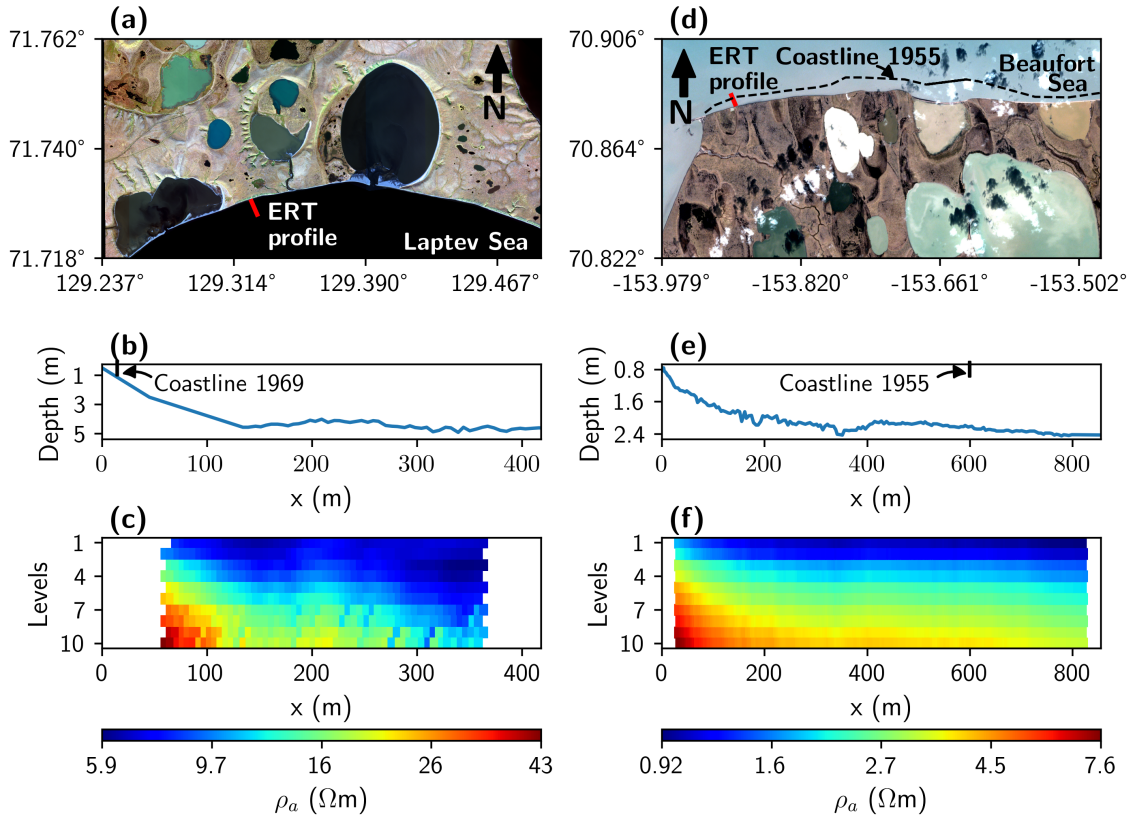 (a)
71.762°
71.740°
71.718°
129.237° 129.314° 129.390° 129.467°
N
ERT
profile
Laptev Sea
(d)
70.906°
70.864°
70.822°
-153.979° -153.820° -153.661° -153.502°
ERT
profile
Coastline 1955
Beaufort
Sea
N
(b)
Depth (m)
1
3
5
Coastline 1969
0 100 200 300 400
x (m)
(e)
Depth (m)
0.8
1.6
2.4
Coastline 1955
0 200 400 600 800
x (m)
(c)
Levels
1
4
7
10
0 100 200 300 400
x (m)
5.9 9.7 16 26 43
ρa (Ωm)
(f)
1
4
7
10
0 200 400 600 800
x (m)
0.92 1.6 2.7 4.5 7.6
ρa (Ωm)